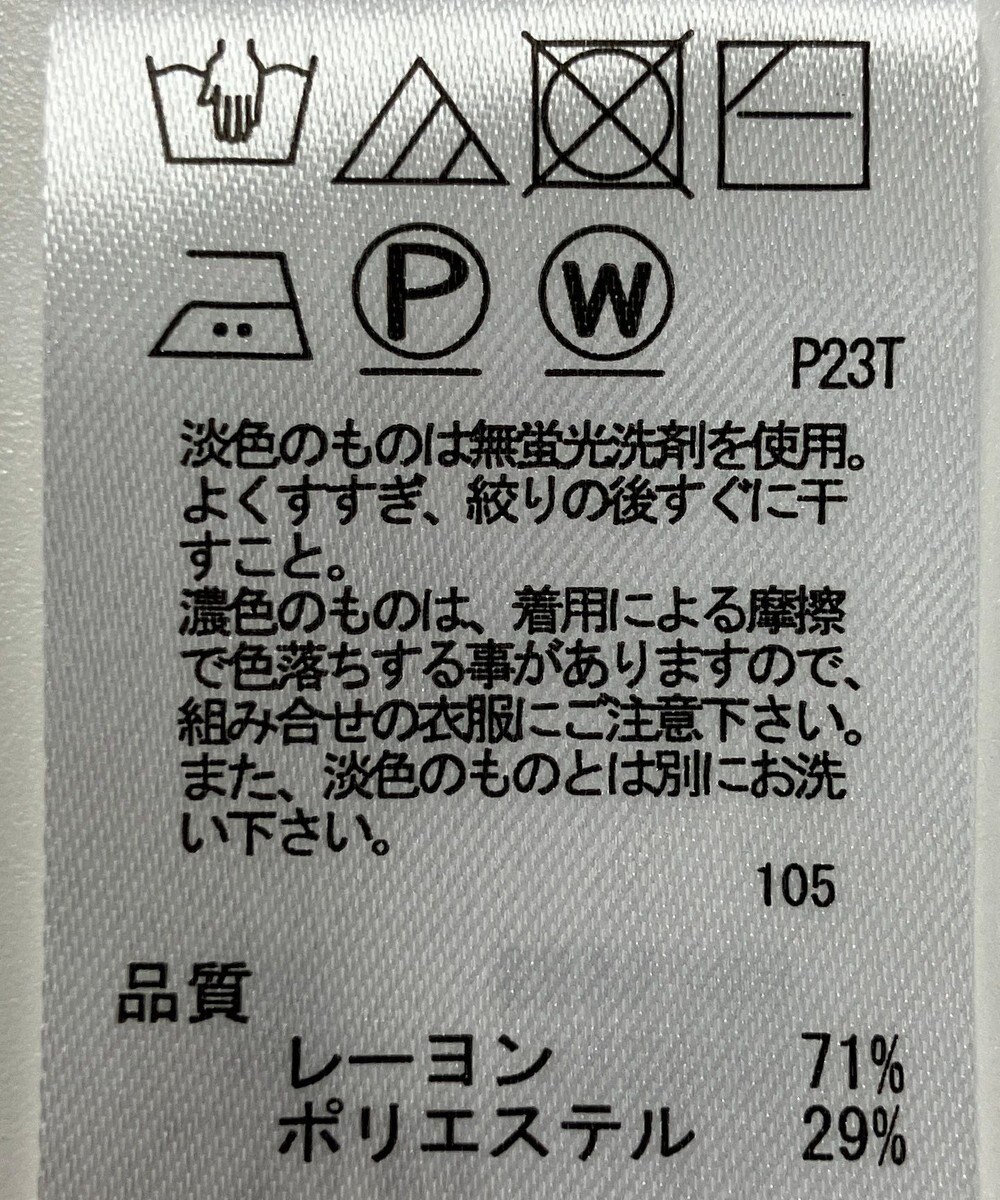 P W
P23T
淡色のものは無蛍光洗剤を使用。
よくすすぎ、絞りの後すぐに干
すこと。
濃色のものは、着用による摩擦
で色落ちする事がありますので、
組み合せの衣服にご注意下さい。
また、淡色のものとは別にお洗
い下さい。
105
品質
レーヨン 71%
ポリエステル 29%